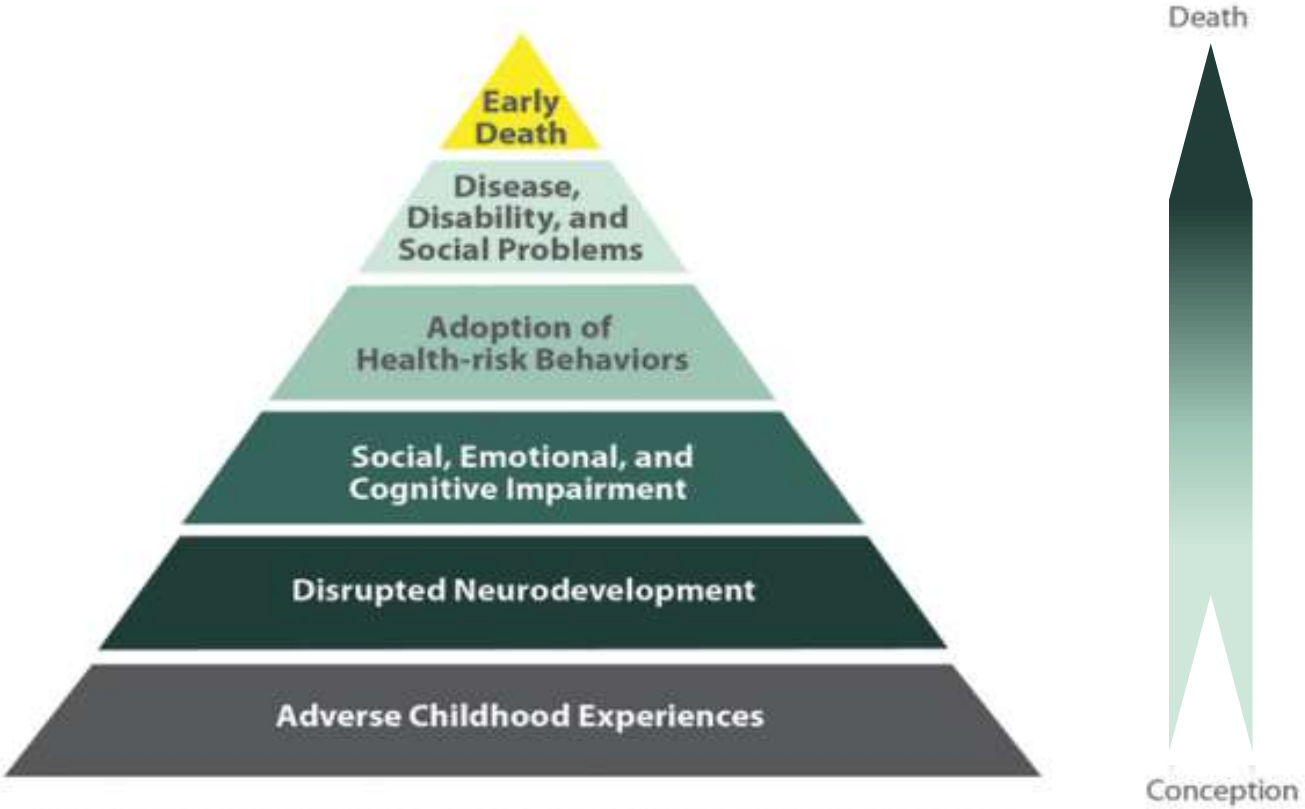 Death
Early
Death
Disease,
Disability, and
Social Problems
Adoption of
Health-risk Behaviors
Social, Emotional, and
Cognitive Impairment
Disrupted Neurodevelopment
Adverse Childhood Experiences
Conception